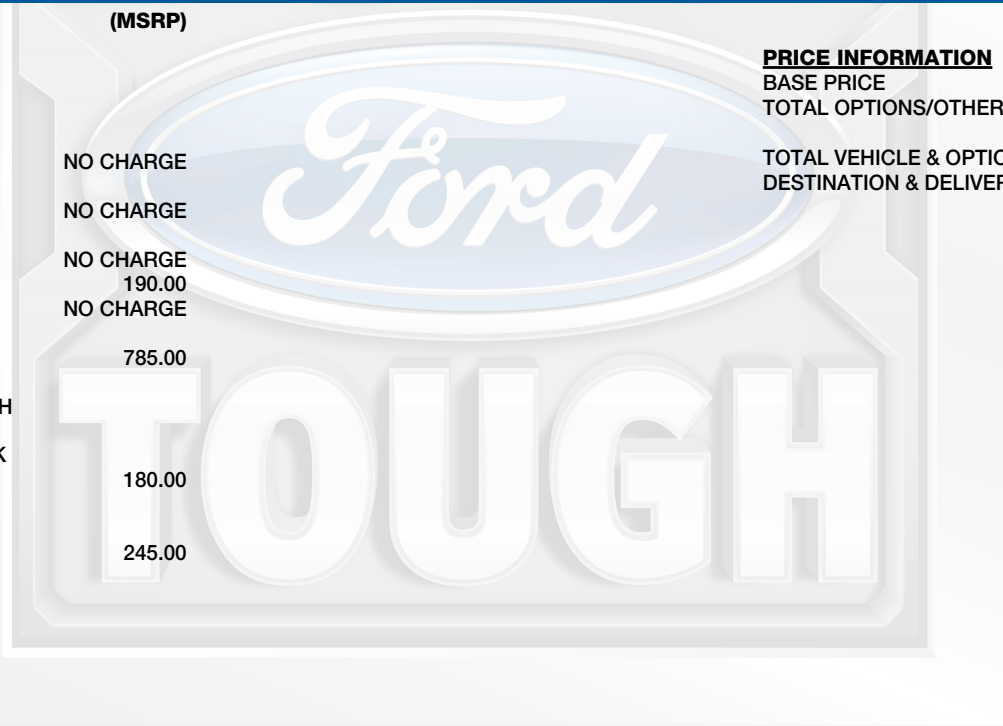 (MSRP)
NO CHARGE
NO CHARGE
NO CHARGE
190.00
NO CHARGE
785.00
H
K
180.00
245.00
PRICE INFORMATION
BASE PRICE
TOTAL OPTIONS/OTHER
TOTAL VEHICLE & OPTIO
DESTINATION & DELIVER
Ford
TOUGH